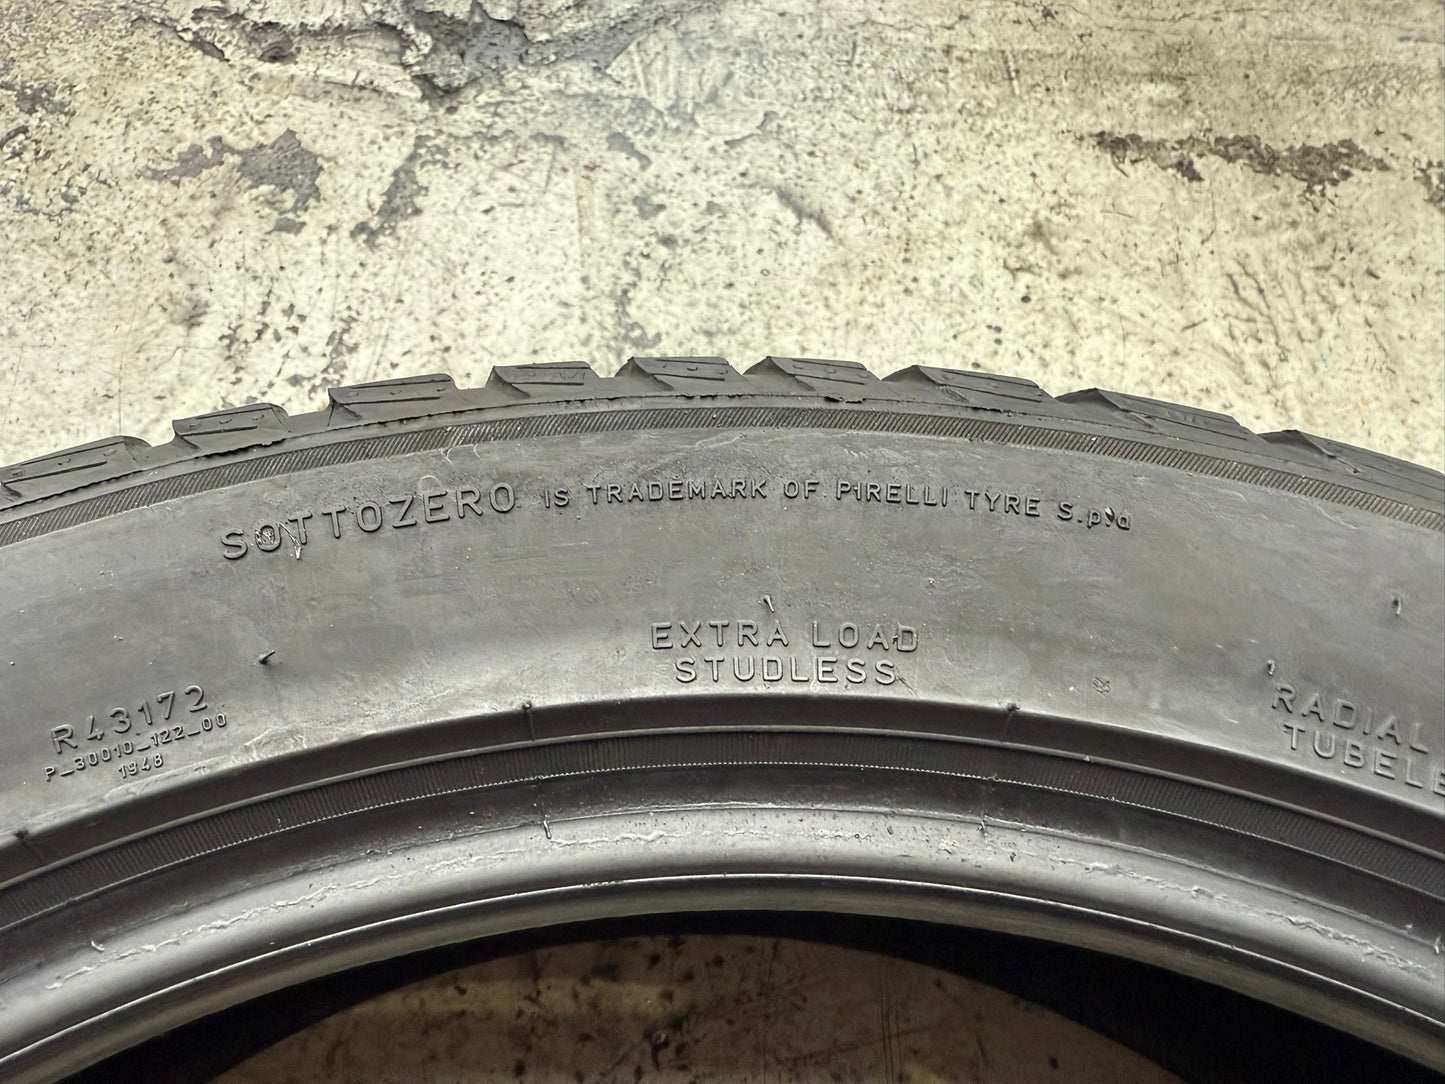 SOTTOZERO IS TRADEMARK OF PIRELLI TYRE S.p.a
EXTRA LOAD
STUDLESS
R43172
P_30010_122_00
1948
RADIAL
TUBELE